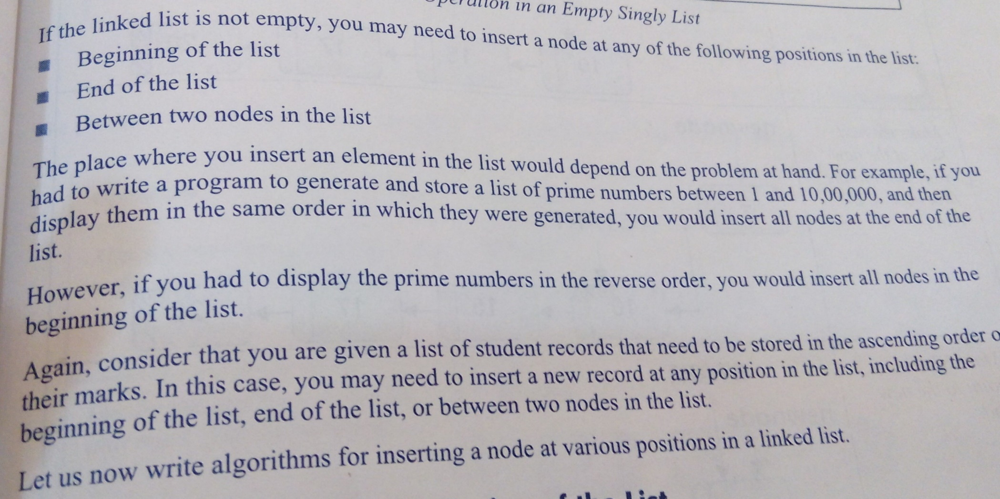 in an Empty Singly List
If the linked list is not empty, you may need to insert a node at any of the following positions in the list:
■ Beginning of the list
■ End of the list
■ Between two nodes in the list
The place where you insert an element in the list would depend on the problem at hand. For example, if you
had to write a program to generate and store a list of prime numbers between 1 and 10,00,000, and then
display them in the same order in which they were generated, you would insert all nodes at the end of the
list.
However, if you had to display the prime numbers in the reverse order, you would insert all nodes in the
beginning of the list.
Again, consider that you are given a list of student records that need to be stored in the ascending order
their marks. In this case, you may need to insert a new record at any position in the list, including the
beginning of the list, end of the list, or between two nodes in the list.
Let us now write algorithms for inserting a node at various positions in a linked list.